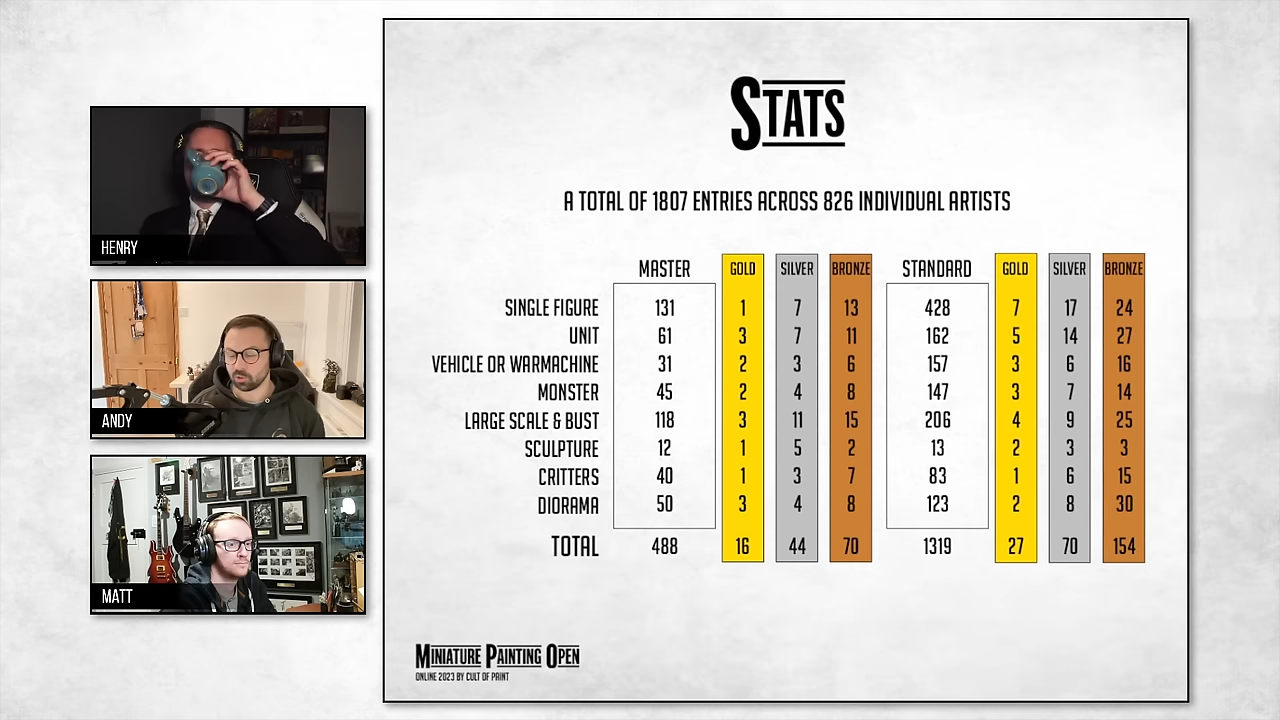 HENRY
ANDY
MATT
STATS
A TOTAL OF 1807 ENTRIES ACROSS 826 INDIVIDUAL ARTISTS
MASTER GOLD SILVER BRONZE STANDARD GOLD SILVER BRONZE
SINGLE FIGURE 131 1 7 13 428 7 17 24
UNIT 61 3 7 11 162 5 14 27
VEHICLE OR WARMACHINE 31 2 3 6 157 3 6 16
MONSTER 45 2 4 8 147 3 7 14
LARGE SCALE & BUST 118 3 11 15 206 4 9 25
SCULPTURE 12 1 5 2 13 2 3 3
CRITTERS 40 1 3 7 83 1 6 15
DIORAMA 50 3 4 8 123 2 8 30
TOTAL 488 16 44 70 1319 27 70 154
MINIATURE PAINTING OPEN
ONLINE 2023 BY CULT OF PAINT